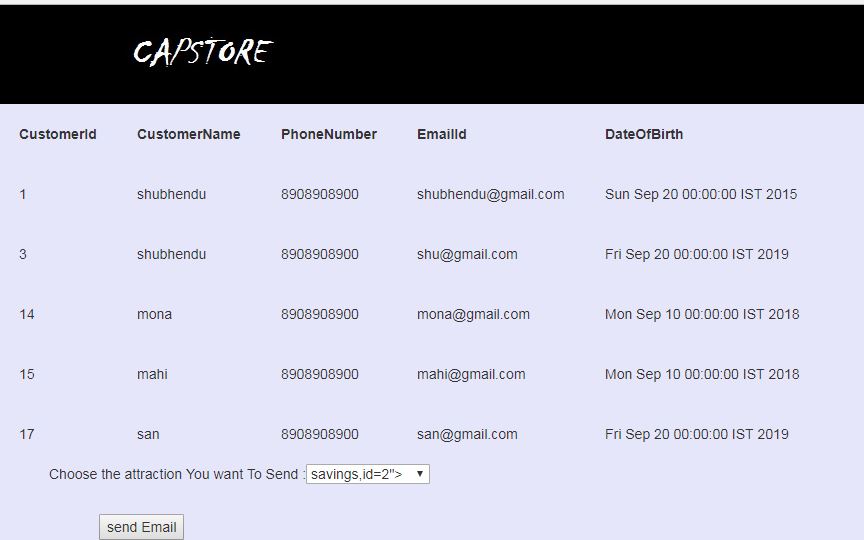 CAPSTORE
CustomerId CustomerName PhoneNumber EmailId DateOfBirth
1 shubhendu 8908908900 shubhendu@gmail.com Sun Sep 20 00:00:00 IST 2015
3 shubhendu 8908908900 shu@gmail.com Fri Sep 20 00:00:00 IST 2019
14 mona 8908908900 mona@gmail.com Mon Sep 10 00:00:00 IST 2018
15 mahi 8908908900 mahi@gmail.com Mon Sep 10 00:00:00 IST 2018
17 san 8908908900 san@gmail.com Fri Sep 20 00:00:00 IST 2019
Choose the attraction You want To Send : savings,id=2">
send Email